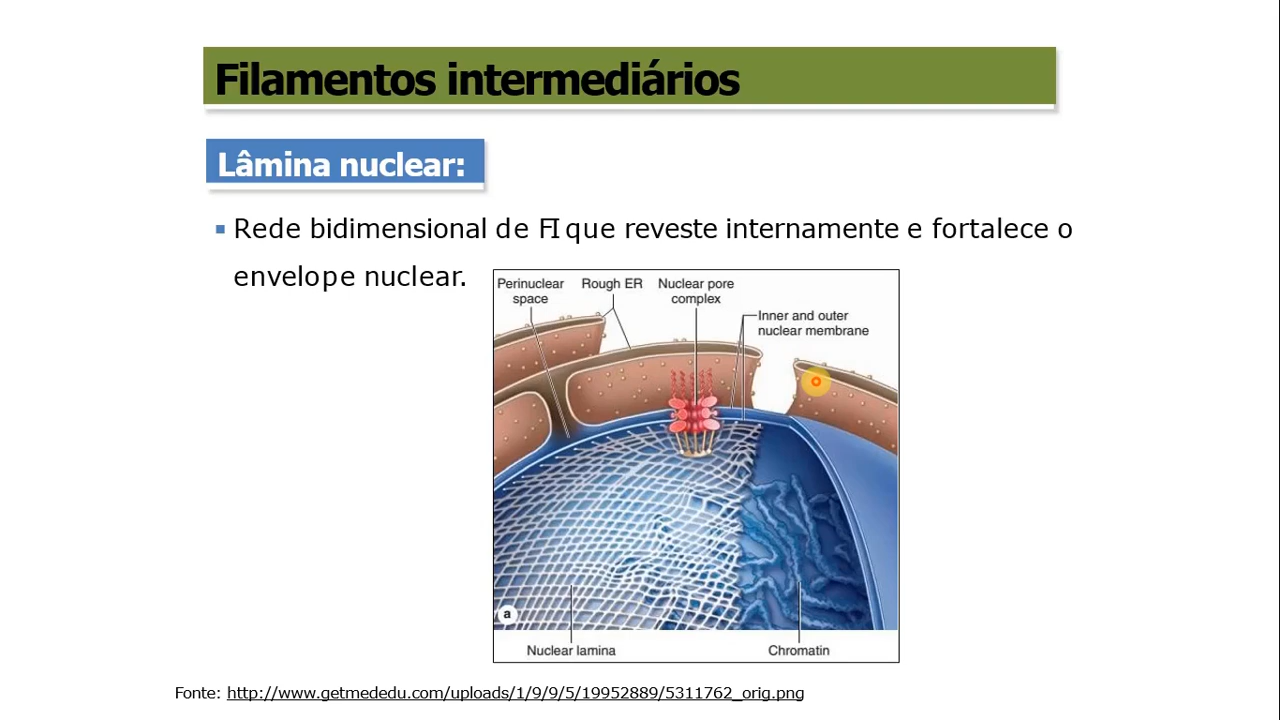 Filamentos intermediários
Lâmina nuclear:
Rede bidimensional de FI que reveste internamente e fortalece o
envelope nuclear.
Perinuclear
space
Rough ER
Nuclear pore
complex
Inner and outer
nuclear membrane
a
Nuclear lamina
Chromatin
Fonte: http://www.getmededu.com/uploads/1/9/9/5/19952889/5311762_orig.png